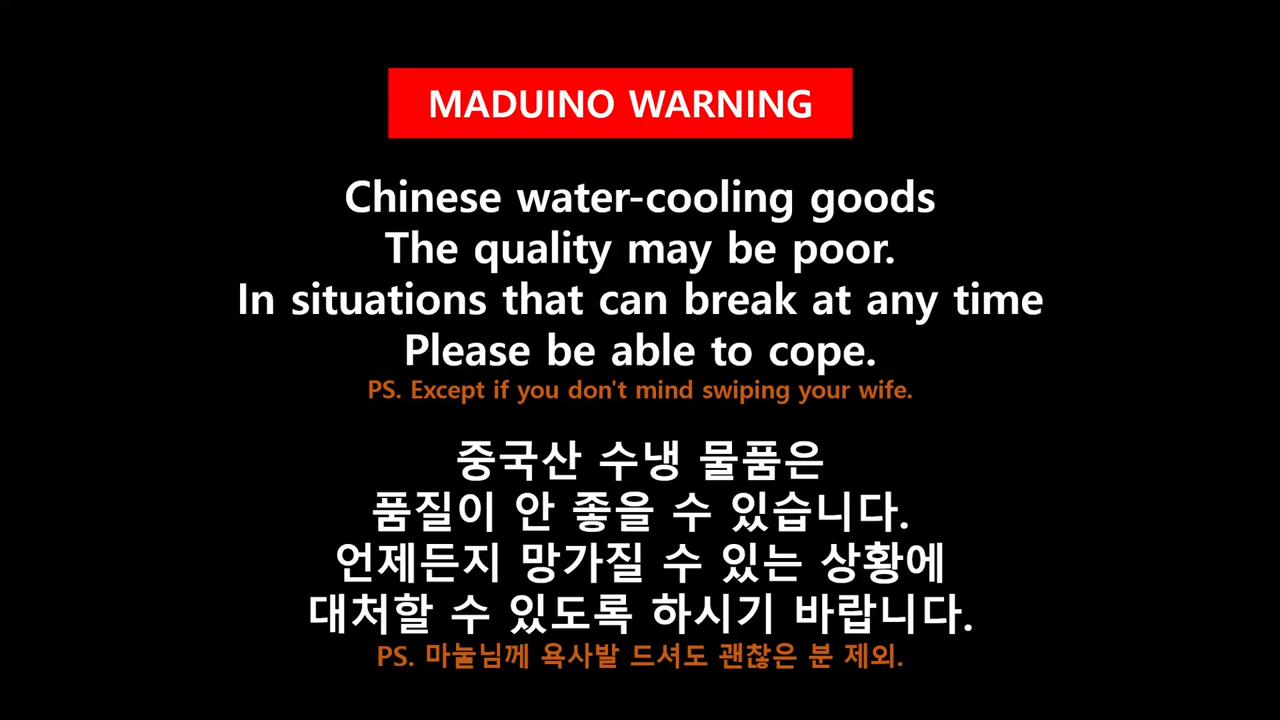 MADUINO WARNING
Chinese water-cooling goods
The quality may be poor.
In situations that can break at any time
Please be able to cope.
PS. Except if you don't mind swiping your wife.
중국산 수냉 물품은
품질이 안 좋을 수 있습니다.
언제든지 망가질 수 있는 상황에
대처할 수 있도록 하시기 바랍니다.
PS. 마눌님께 욕사발 드셔도 괜찮은 분 제외.